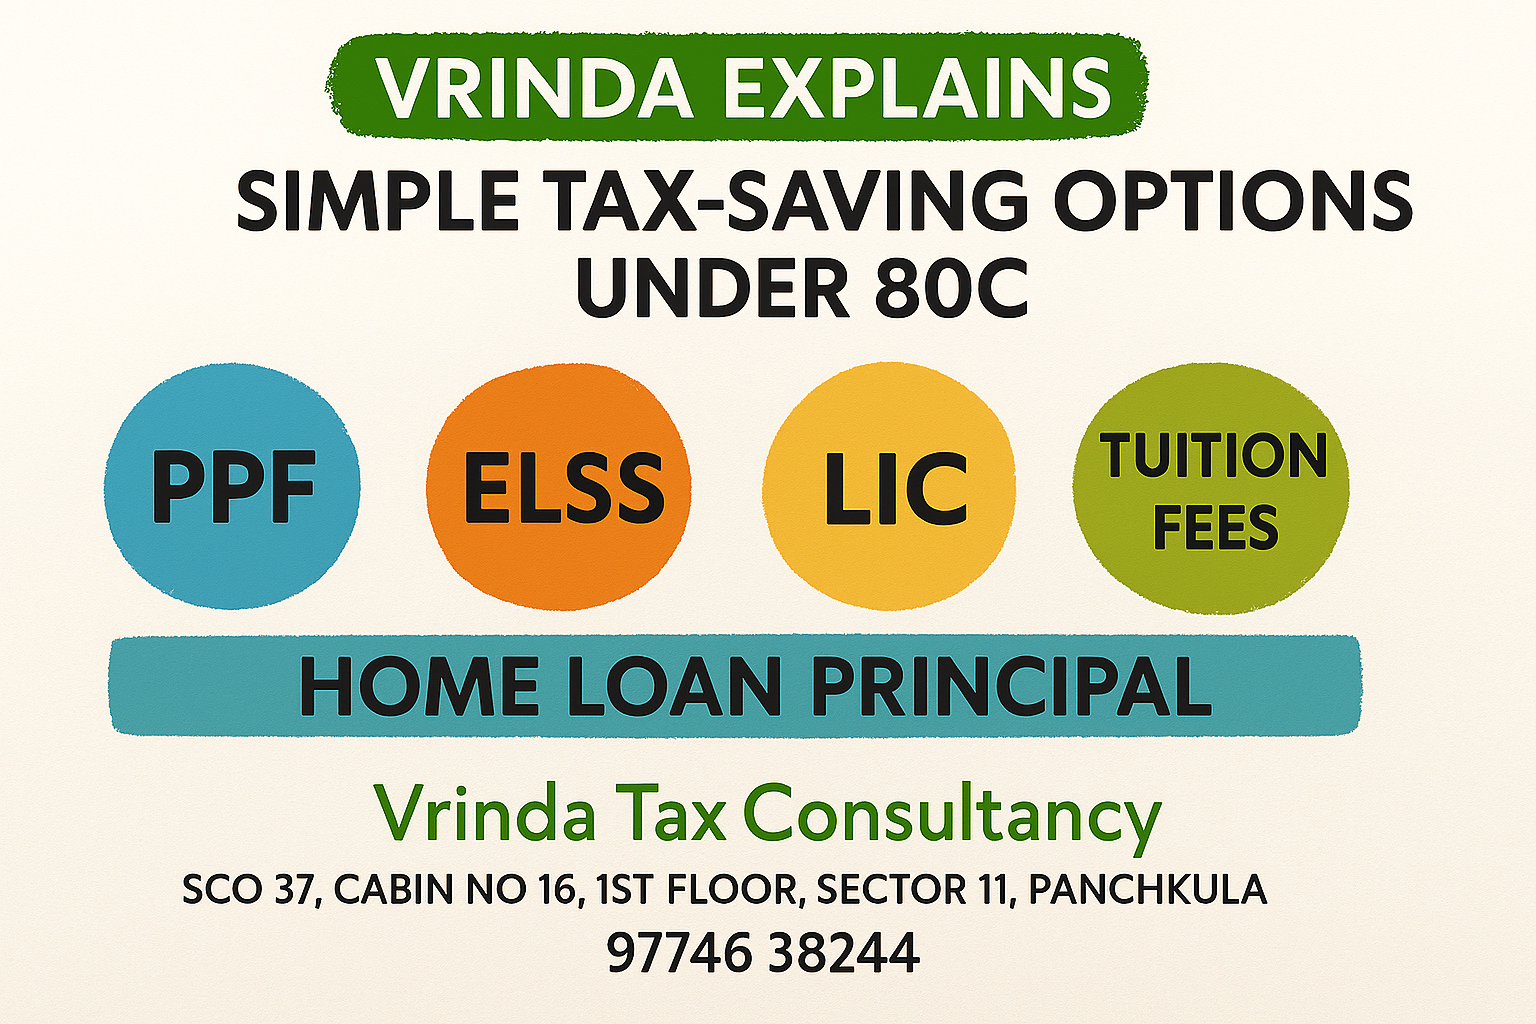 VRINDA EXPLAINS
SIMPLE TAX-SAVING OPTIONS
UNDER 80C
PPF
ELSS
LIC
TUITION
FEES
HOME LOAN PRINCIPAL
Vrinda Tax Consultancy
SCO 37, CABIN NO 16, 1ST FLOOR, SECTOR 11, PANCHKULA
97746 38244